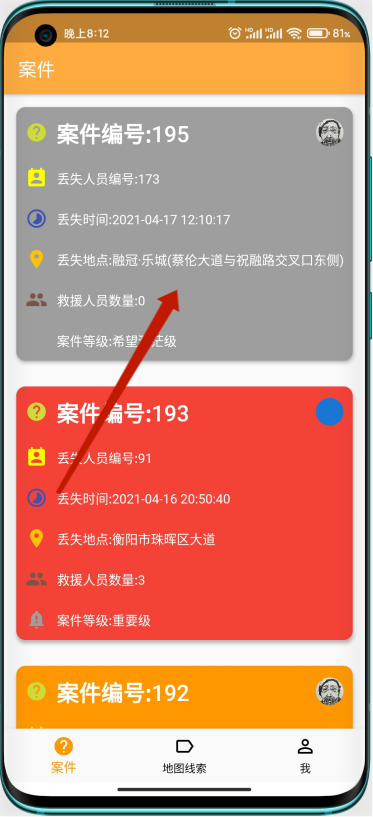 晚上8:12
81%
案件
案件编号:195
丢失人员编号:173
丢失时间:2021-04-17 12:10:17
丢失地点:融冠·乐城(蔡伦大道与祝融路交叉口东侧)
救援人员数量:0
案件等级:希望 茫级
案件编号:193
丢失人员编号:91
丢失时间:2021-04-16 20:50:40
丢失地点:衡阳市珠晖区大道
救援人员数量:3
案件等级:重要级
案件编号:192
案件
地图线索
我